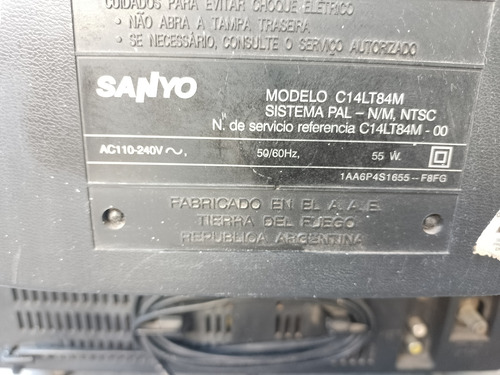 CUIDADOS PARA EVITAR CHOQUE ELÉTRICO
• NÃO ABRA A TAMPA TRASEIRA
• SE NECESSÁRIO, CONSULTE O SERVIÇO AUTORIZADO
SANYO
MODELO C14LT84M
SISTEMA PAL - N/M, NTSC
N. de servicio referencia C14LT84M - 00
AC110-240V ~, 50/60Hz, 55 W.
1AA6P4S1655-F8FG
FABRICADO EN EL A.A.E.
TIERRA DEL FUEGO
REPUBLICA ARGENTINA